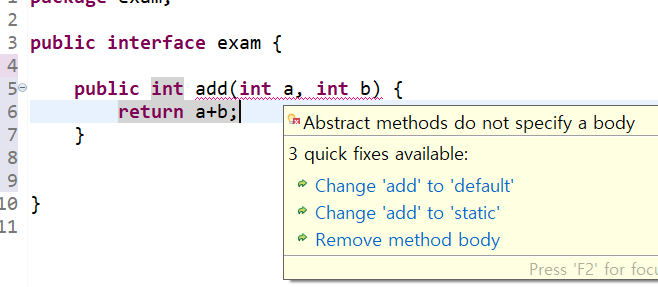 package exam;
2
3 public interface exam {
4
5 public int add(int a, int b) {
6 return a+b;
7 }
8
9
10 }
11
Abstract methods do not specify a body
3 quick fixes available:
Change 'add' to 'default'
Change 'add' to 'static'
Remove method body
Press 'F2' for focu